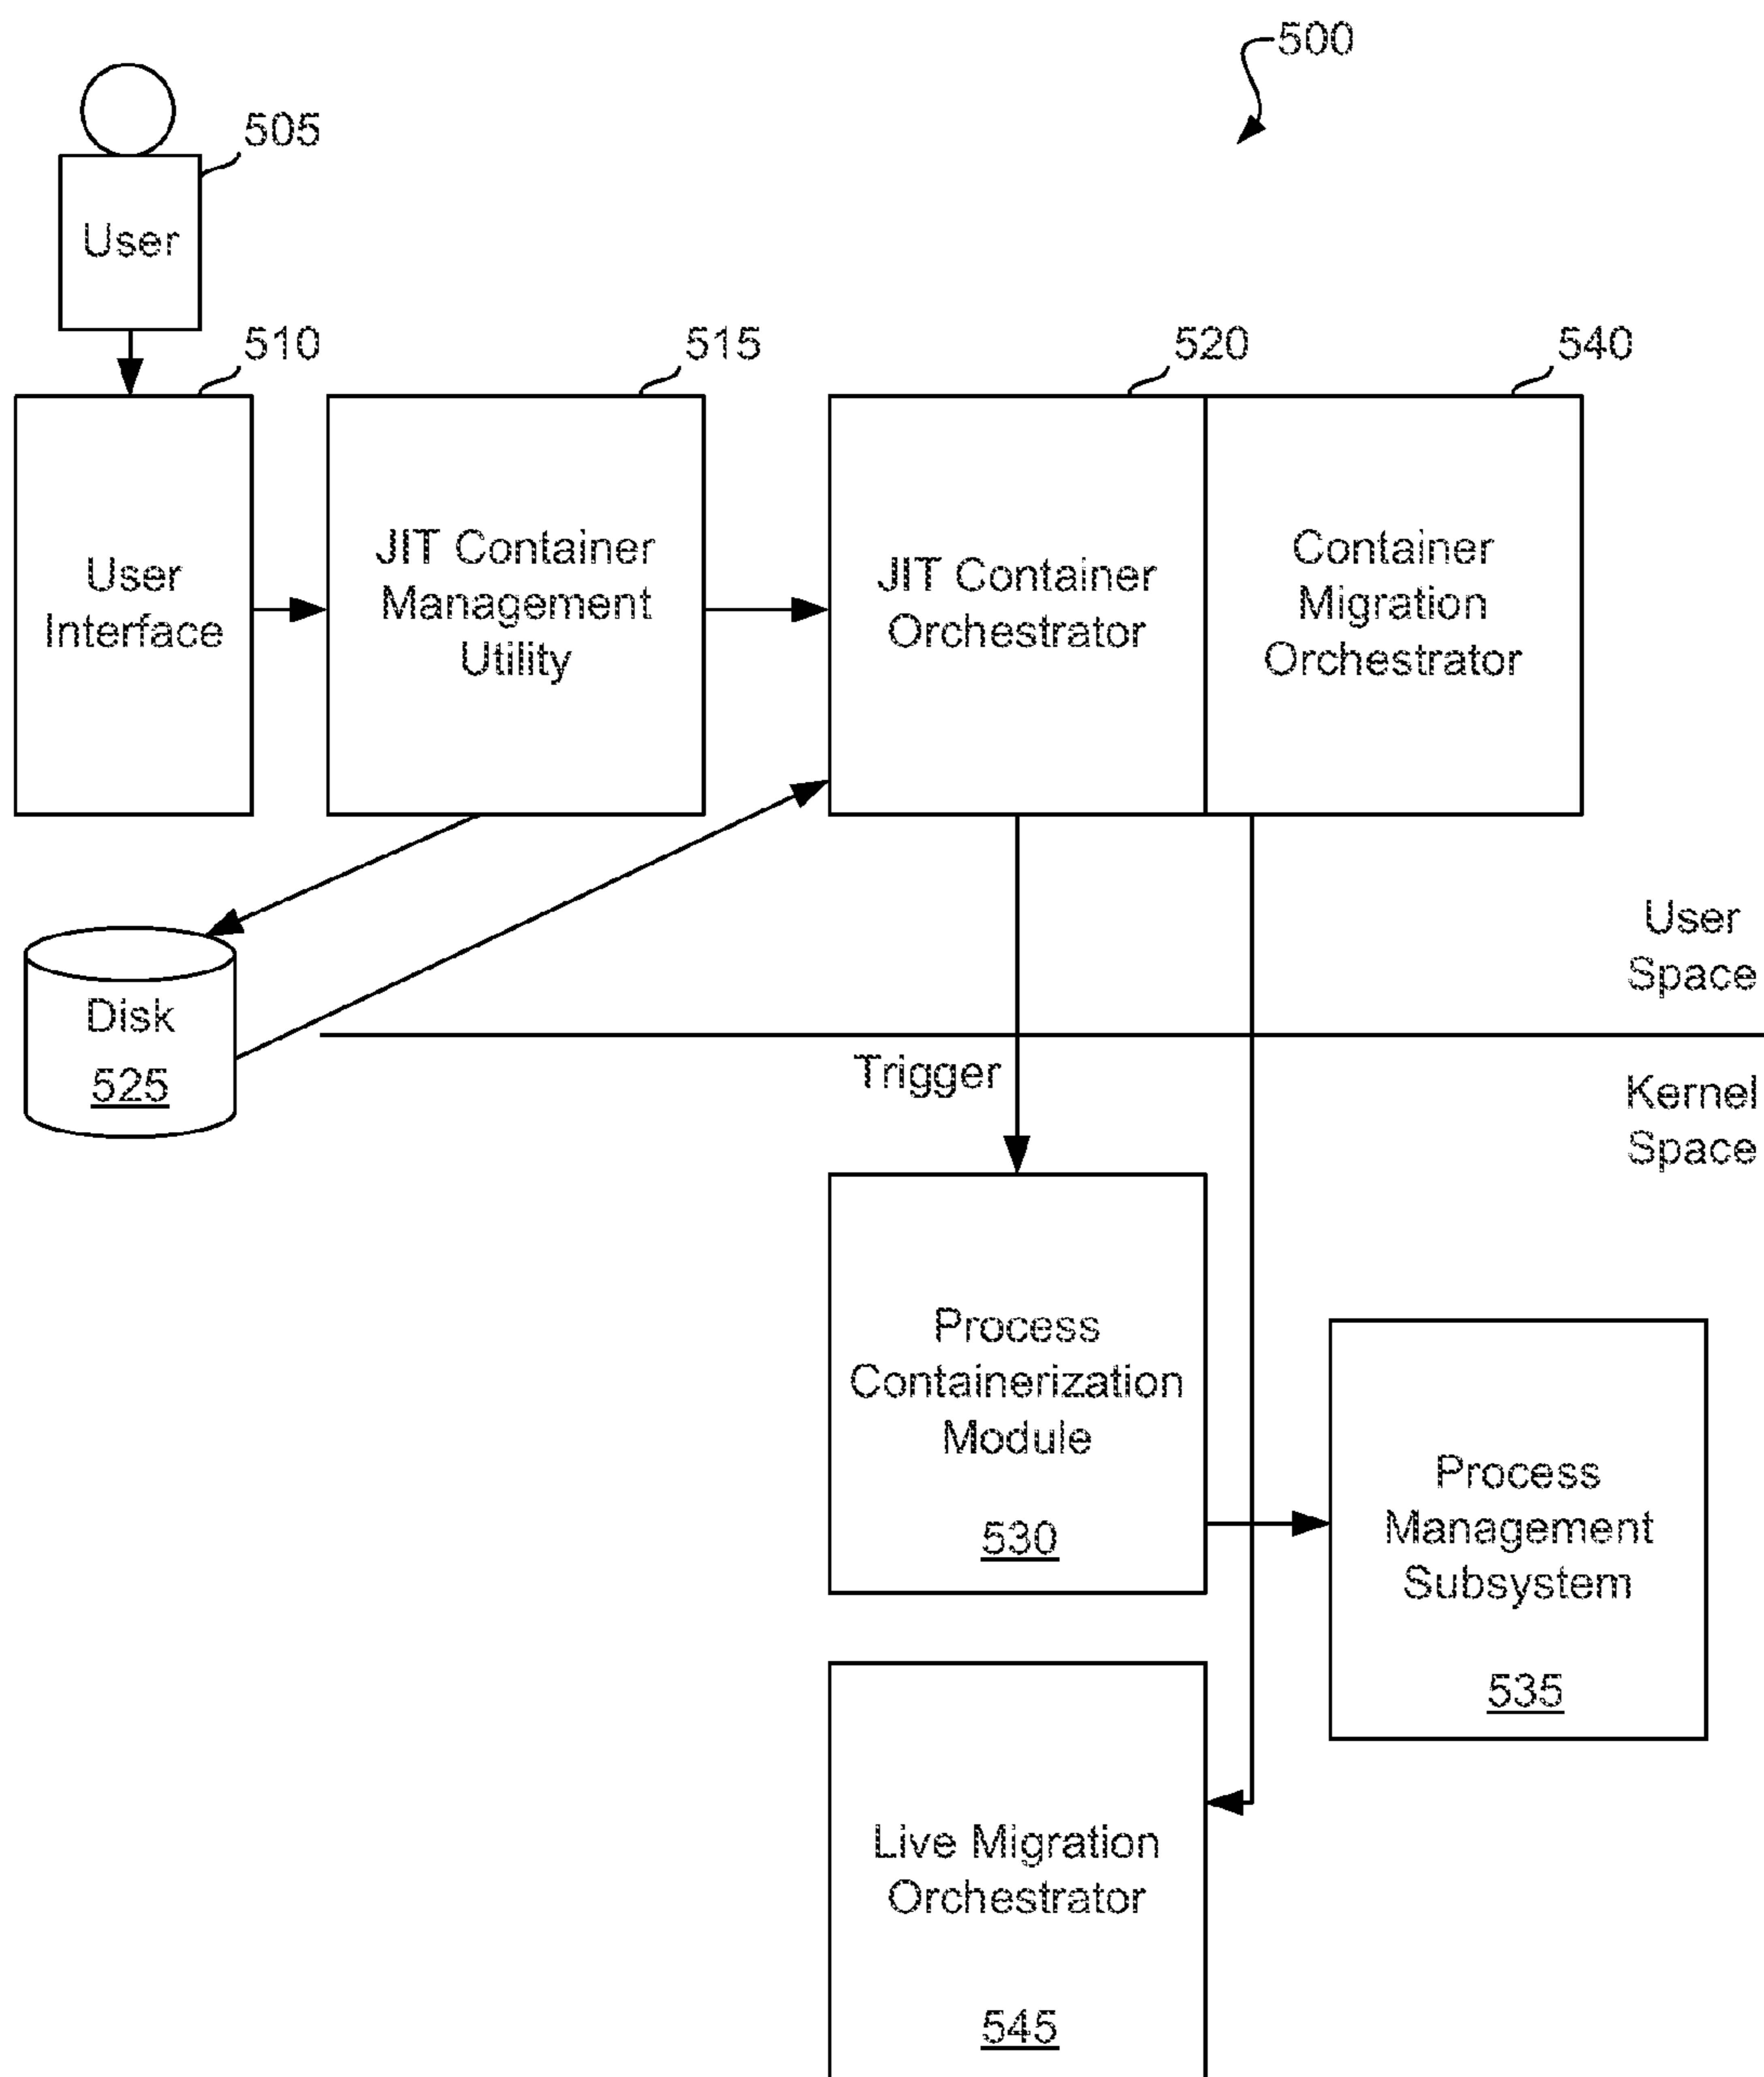 500
505
User
510
515
520
540
User
Interface
JIT Container
Management
Utility
JIT Container
Orchestrator
Container
Migration
Orchestrator
User
Space
Disk
525
Trigger
Kernel
Space
Process
Containerization
Module
530
Process
Management
Subsystem
535
Live Migration
Orchestrator
545